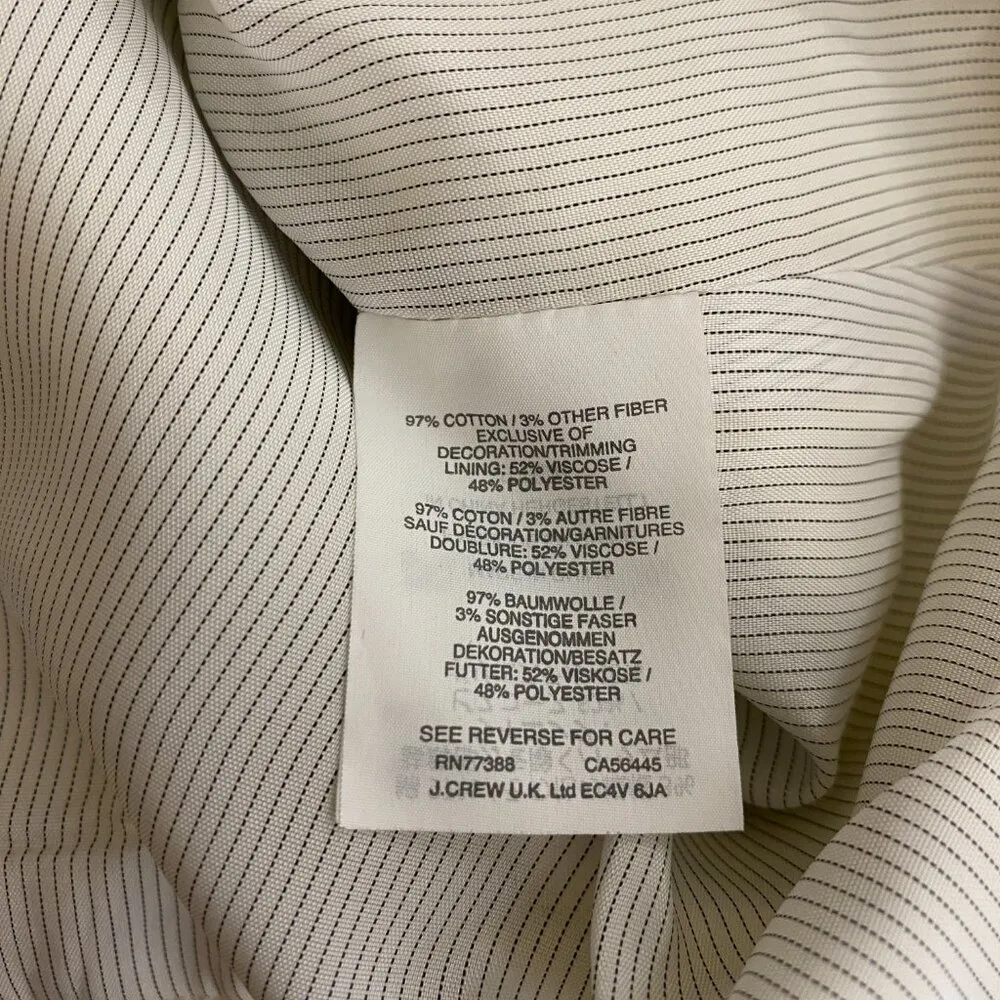 97% COTTON / 3% OTHER FIBER
EXCLUSIVE OF
DECORATION/TRIMMING
LINING: 52% VISCOSE /
48% POLYESTER
97% COTON / 3% AUTRE FIBRE
SAUF DÉCORATION/GARNITURES
DOUBLURE: 52% VISCOSE /
48% POLYESTER
97% BAUMWOLLE /
3% SONSTIGE FASER
AUSGENOMMEN
DEKORATION/BESATZ
FUTTER: 52% VISKOSE /
48% POLYESTER
SEE REVERSE FOR CARE
RN77388 CA56445
J.CREW U.K. Ltd EC4V 6JA